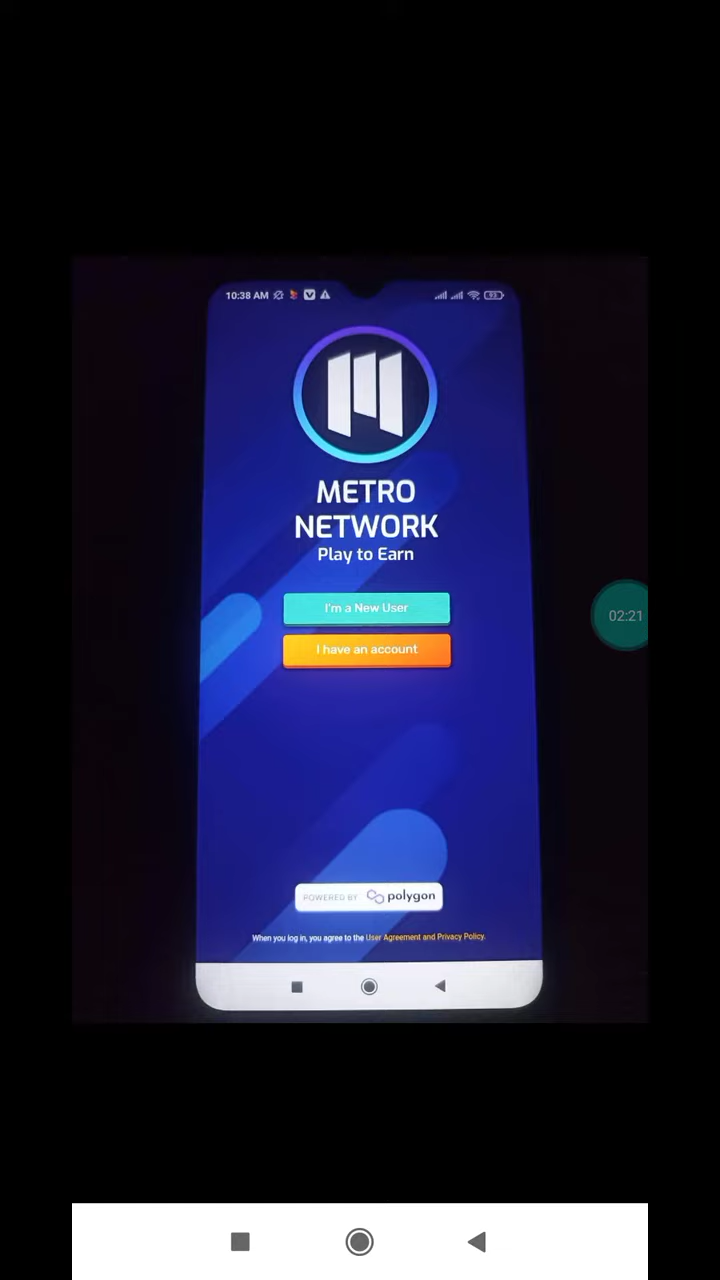 10:38 AM
METRO
NETWORK
Play to Earn
I'm a New User
02:21
I have an account
POWERED BY polygon
When you log in, you agree to the User Agreement and Privacy Policy.